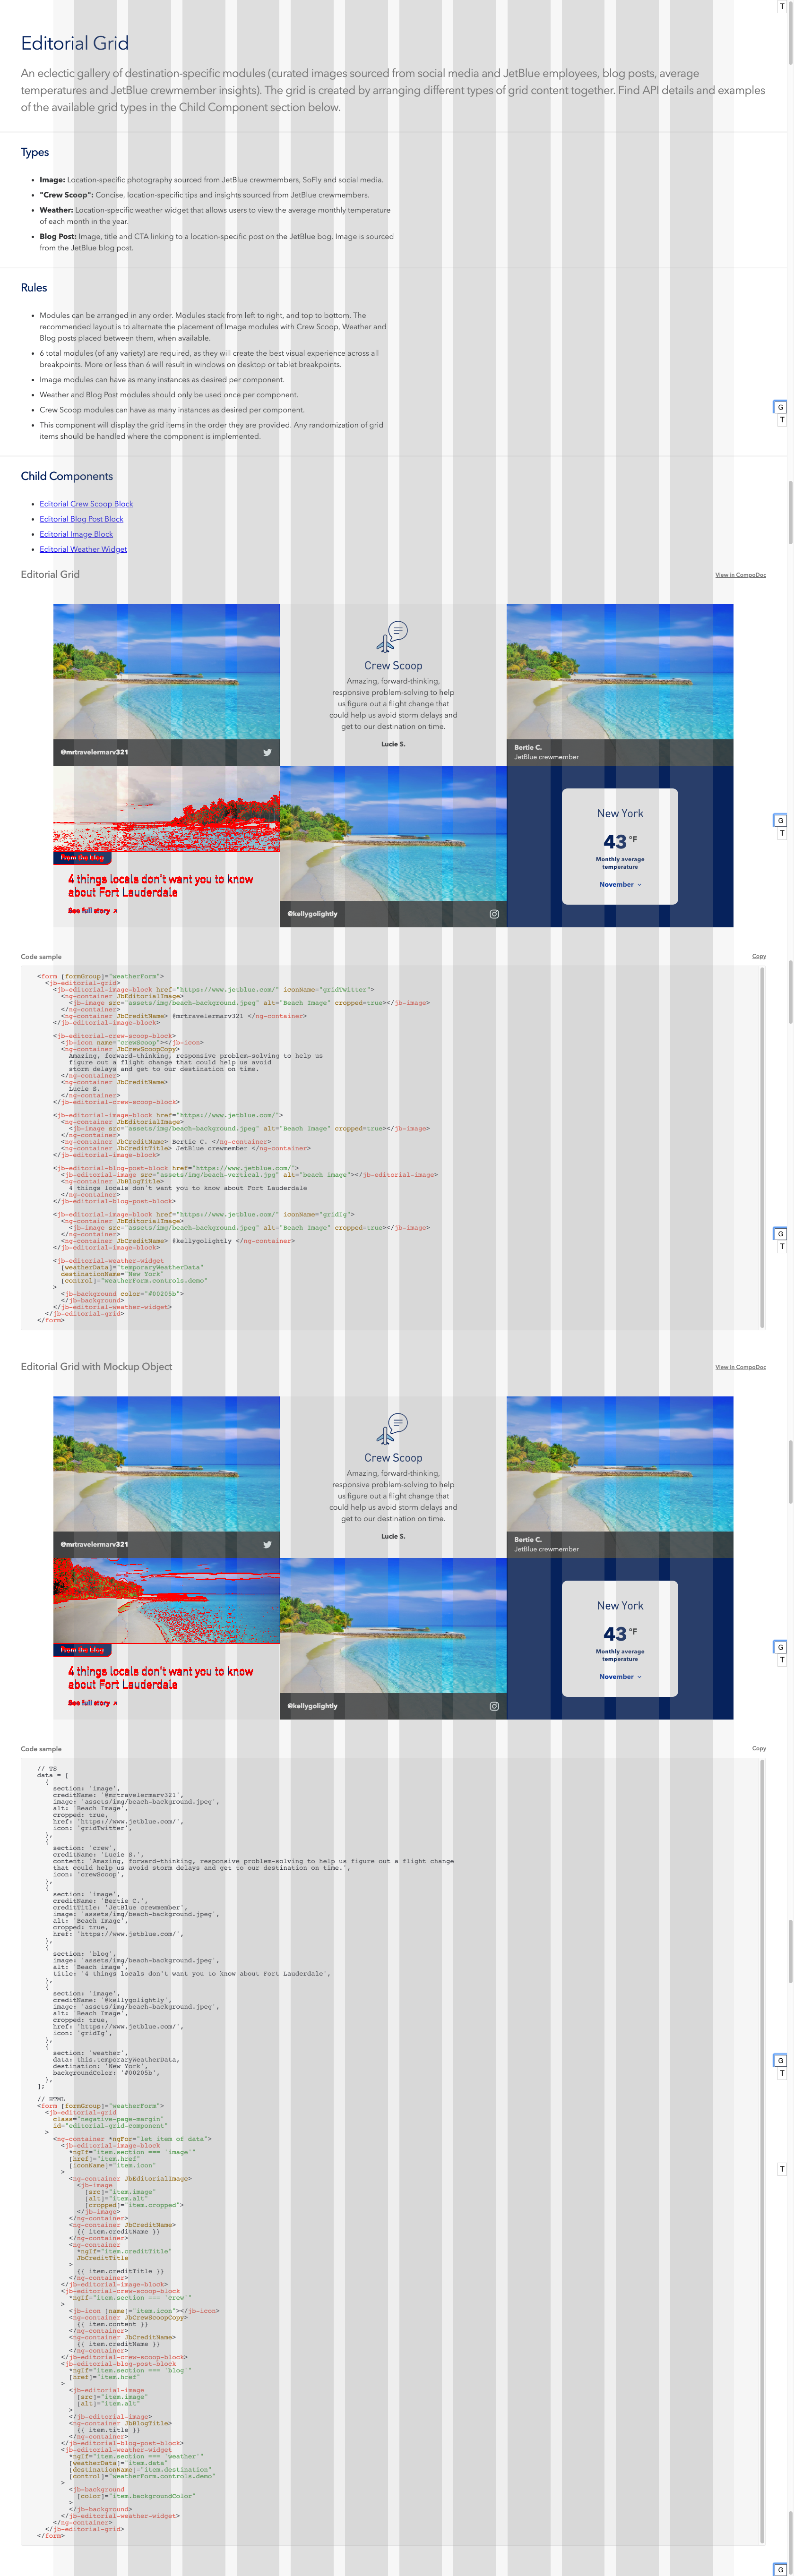 T
Editorial Grid
An eclectic gallery of destination-specific modules (curated images sourced from social media and JetBlue employees, blog posts, average
temperatures and JetBlue crewmember insights). The grid is created by arranging different types of grid content together. Find API details and examples
of the available grid types in the Child Component section below.
Types
• Image: Location-specific photography sourced from JetBlue crewmembers, SoFly and social media.
• "Crew Scoop": Concise, location-specific tips and insights sourced from JetBlue crewmembers.
• Weather: Location-specific weather widget that allows users to view the average monthly temperature
of each month in the year.
• Blog Post: Image, title and CTA linking to a location-specific post on the JetBlue bog. Image is sourced
from the JetBlue blog post.
Rules
• Modules can be arranged in any order. Modules stack from left to right, and top to bottom. The
recommended layout is to alternate the placement of Image modules with Crew Scoop, Weather and
Blog posts placed between them, when available.
• 6 total modules (of any variety) are required, as they will create the best visual experience across all
breakpoints. More or less than 6 will result in windows on desktop or tablet breakpoints.
• Image modules can have as many instances as desired per component.
• Weather and Blog Post modules should only be used once per component.
• Crew Scoop modules can have as many instances as desired per component.
• This component will display the grid items in the order they are provided. Any randomization of grid
items should be handled where the component is implemented.
G
T
Child Components
• Editorial Crew Scoop Block
• Editorial Blog Post Block
• Editorial Image Block
• Editorial Weather Widget
Editorial Grid
View in CompoDoc
Crew Scoop
Amazing, forward-thinking,
responsive problem-solving to help
us figure out a flight change that
could help us avoid storm delays and
get to our destination on time.
Lucie S.
@mrtravelermarv321
Bertie C.
JetBlue crewmember
From the blog
4 things locals don't want you to know
about Fort Lauderdale
See full story
@kellygolightly
New York
43 °F
Monthly average
temperature
November
G
T
Code sample
Copy
<form [formGroup]="weatherForm">
<jb-editorial-grid>
<jb-editorial-image-block href="https://www.jetblue.com/" iconName="gridTwitter">
<ng-container JbEditorialImage>
<jb-image src="assets/img/beach-background.jpeg" alt="Beach Image" cropped=true></jb-image>
</ng-container>
<ng-container JbCreditName> @mrtravelermarv321 </ng-container>
</jb-editorial-image-block>
<jb-editorial-crew-scoop-block>
<jb-icon name="crewScoop"></jb-icon>
<ng-container JbCrewScoopCopy>
Amazing, forward-thinking, responsive problem-solving to help us
figure out a flight change that could help us avoid
storm delays and get to our destination on time.
</ng-container>
<ng-container JbCreditName>
Lucie S.
</ng-container>
</jb-editorial-crew-scoop-block>
<jb-editorial-image-block href="https://www.jetblue.com/">
<ng-container JbEditorialImage>
<jb-image src="assets/img/beach-background.jpeg" alt="Beach Image" cropped=true></jb-image>
</ng-container>
<ng-container JbCreditName> Bertie C. </ng-container>
<ng-container JbCreditTitle> JetBlue crewmember </ng-container>
</jb-editorial-image-block>
<jb-editorial-blog-post-block href="https://www.jetblue.com/">
<jb-editorial-image src="assets/img/beach-vertical.jpg" alt="beach image"></jb-editorial-image>
<ng-container JbBlogTitle>
4 things locals don't want you to know about Fort Lauderdale
</ng-container>
</jb-editorial-blog-post-block>
<jb-editorial-image-block href="https://www.jetblue.com/" iconName="gridIg">
<ng-container JbEditorialImage>
<jb-image src="assets/img/beach-background.jpeg" alt="Beach Image" cropped=true></jb-image>
</ng-container>
<ng-container JbCreditName> @kellygolightly </ng-container>
</jb-editorial-image-block>
<jb-editorial-weather-widget
[weatherData]="temporaryWeatherData"
destinationName="New York"
[control]="weatherForm.controls.demo"
>
<jb-background color="#00205b">
</jb-background>
</jb-editorial-weather-widget>
</jb-editorial-grid>
</form>
G
T
Editorial Grid with Mockup Object
View in CompoDoc
Crew Scoop
Amazing, forward-thinking,
responsive problem-solving to help
us figure out a flight change that
could help us avoid storm delays and
get to our destination on time.
Lucie S.
@mrtravelermarv321
Bertie C.
JetBlue crewmember
From the blog
4 things locals don't want you to know
about Fort Lauderdale
See full story
@kellygolightly
New York
43 °F
Monthly average
temperature
November
G
T
Code sample
Copy
// TS
data = [
{
section: 'image',
creditName: '@mrtravelermarv321',
image: 'assets/img/beach-background.jpeg',
alt: 'Beach Image',
cropped: true,
href: 'https://www.jetblue.com/',
icon: 'gridTwitter',
},
{
section: 'crew',
creditName: 'Lucie S.',
content: 'Amazing, forward-thinking, responsive problem-solving to help us figure out a flight change
that could help us avoid storm delays and get to our destination on time.',
icon: 'crewScoop',
},
{
section: 'image',
creditName: 'Bertie C.',
creditTitle: 'JetBlue crewmember',
image: 'assets/img/beach-background.jpeg',
alt: 'Beach Image',
cropped: true,
href: 'https://www.jetblue.com/',
},
{
section: 'blog',
image: 'assets/img/beach-background.jpeg',
alt: 'Beach image',
title: '4 things locals don't want you to know about Fort Lauderdale',
},
{
section: 'image',
creditName: '@kellygolightly',
image: 'assets/img/beach-background.jpeg',
alt: 'Beach Image',
cropped: true,
href: 'https://www.jetblue.com/',
icon: 'gridIg',
},
{
section: 'weather',
data: this.temporaryWeatherData,
destination: 'New York',
backgroundColor: '#00205b',
},
];
G
T
// HTML
<form [formGroup]="weatherForm">
<jb-editorial-grid
class="negative-page-margin"
id="editorial-grid-component"
>
<ng-container *ngFor="let item of data">
<jb-editorial-image-block
*ngIf="item.section === 'image'"
[href]="item.href"
[iconName]="item.icon"
>
T
<ng-container JbEditorialImage>
<jb-image
[src]="item.image"
[alt]="item.alt"
[cropped]="item.cropped">
</jb-image>
</ng-container>
<ng-container JbCreditName>
{{ item.creditName }}
</ng-container>
<ng-container
*ngIf="item.creditTitle"
JbCreditTitle
>
{{ item.creditTitle }}
</ng-container>
</jb-editorial-image-block>
<jb-editorial-crew-scoop-block
*ngIf="item.section === 'crew'"
>
<jb-icon [name]="item.icon"></jb-icon>
<ng-container JbCrewScoopCopy>
{{ item.content }}
</ng-container>
<ng-container JbCreditName>
{{ item.creditName }}
</ng-container>
</jb-editorial-crew-scoop-block>
<jb-editorial-blog-post-block
*ngIf="item.section === 'blog'"
[href]="item.href"
>
<jb-editorial-image
[src]="item.image"
[alt]="item.alt"
>
</jb-editorial-image>
<ng-container JbBlogTitle>
{{ item.title }}
</ng-container>
</jb-editorial-blog-post-block>
<jb-editorial-weather-widget
*ngIf="item.section === 'weather'"
[weatherData]="item.data"
[destinationName]="item.destination"
[control]="weatherForm.controls.demo"
>
<jb-background
[color]="item.backgroundColor"
>
</jb-background>
</jb-editorial-weather-widget>
</ng-container>
</jb-editorial-grid>
</form>
G